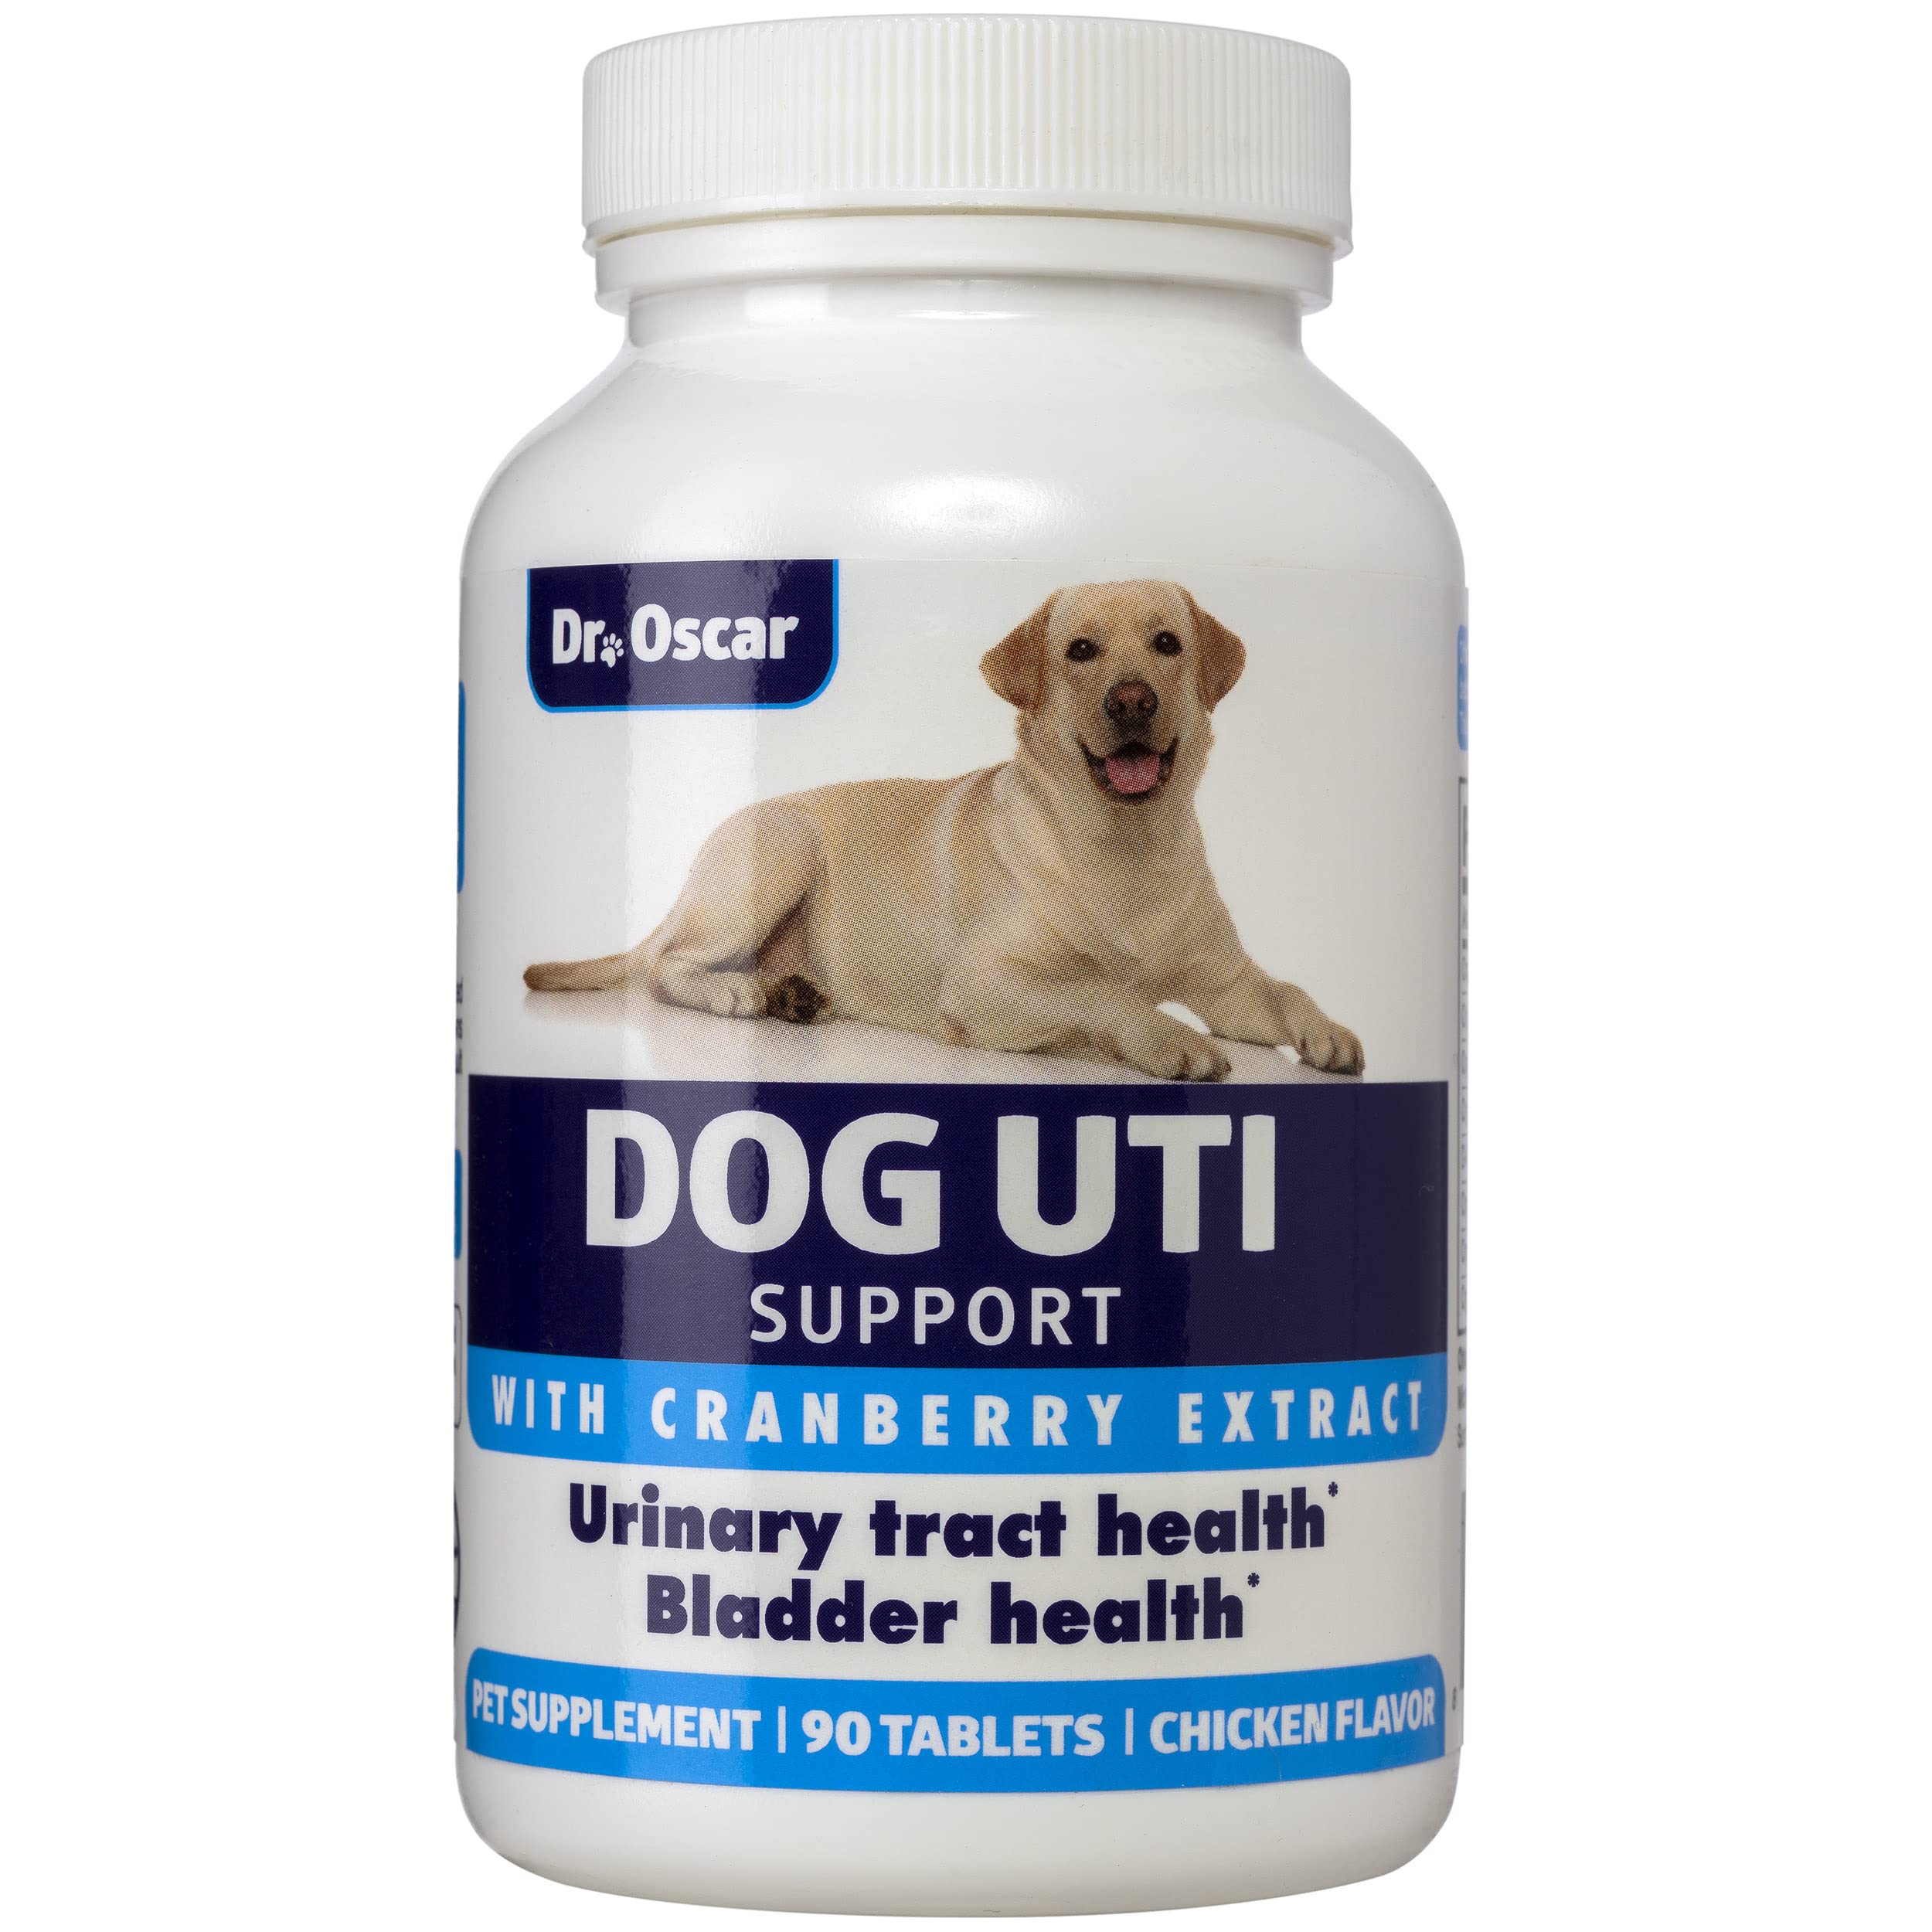 Dr. Oscar
DOG UTI
SUPPORT
WITH CRANBERRY EXTRACT
Urinary tract health*
Bladder health*
PET SUPPLEMENT | 90 TABLETS | CHICKEN FLAVOR